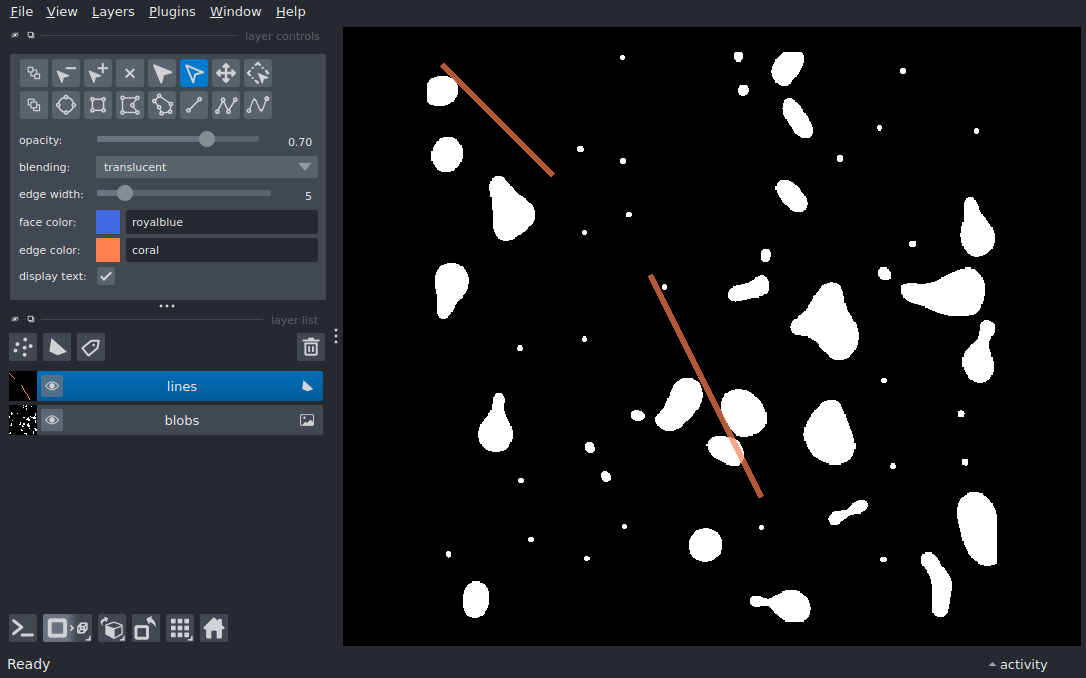 File View Layers Plugins Window Help
layer controls
opacity: 0.70
blending: translucent
edge width: 5
face color: royalblue
edge color: coral
display text:
layer list
lines
blobs
Ready
activity